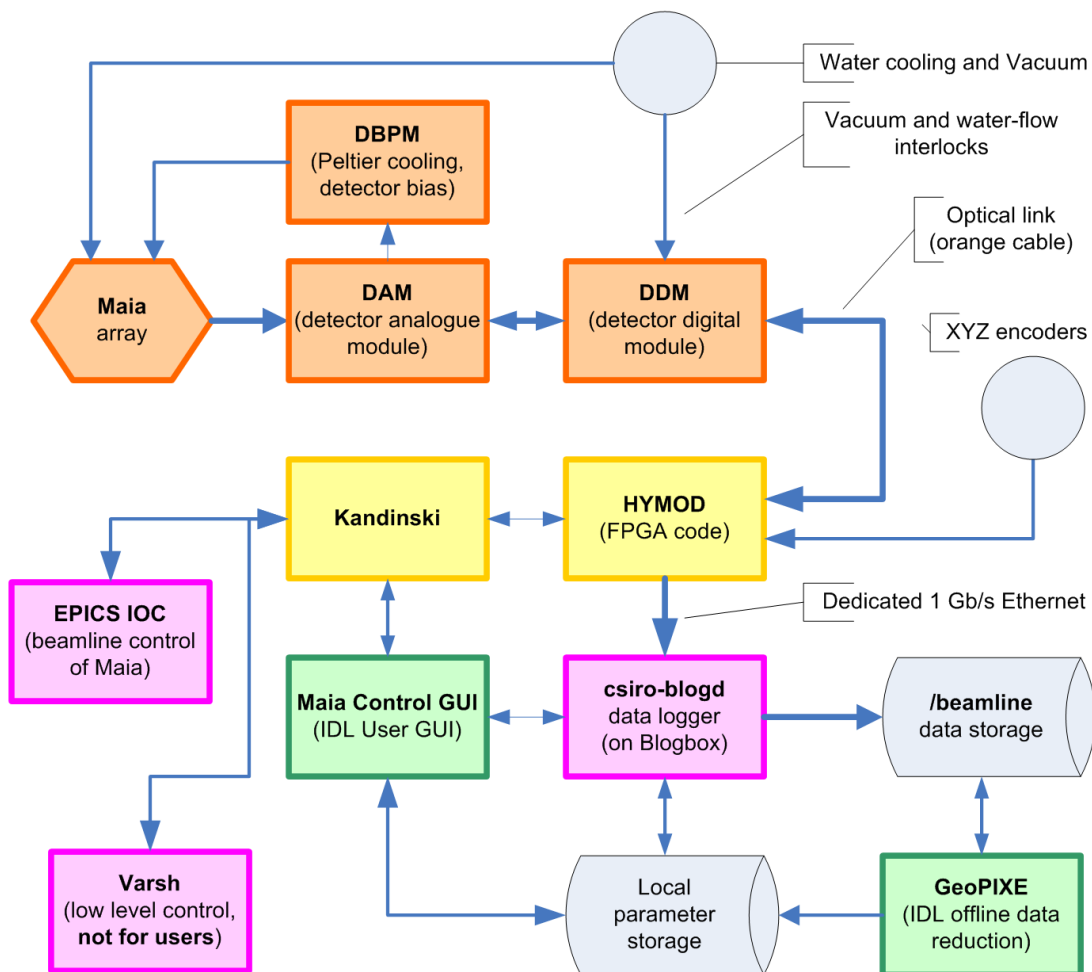 Water cooling and Vacuum
DBPM
(Peltier cooling,
detector bias)
Vacuum and water-flow
interlocks
Optical link
(orange cable)
Maia
array
DAM
(detector analogue
module)
DDM
(detector digital
module)
XYZ encoders
Kandinski
HYMOD
(FPGA code)
EPICS IOC
(beamline control
of Maia)
Dedicated 1 Gb/s Ethernet
Maia Control GUI
(IDL User GUI)
csiro-blogd
data logger
(on Blogbox)
/beamline
data storage
Varsh
(low level control,
not for users)
Local
parameter
storage
GeoPIXE
(IDL offline data
reduction)